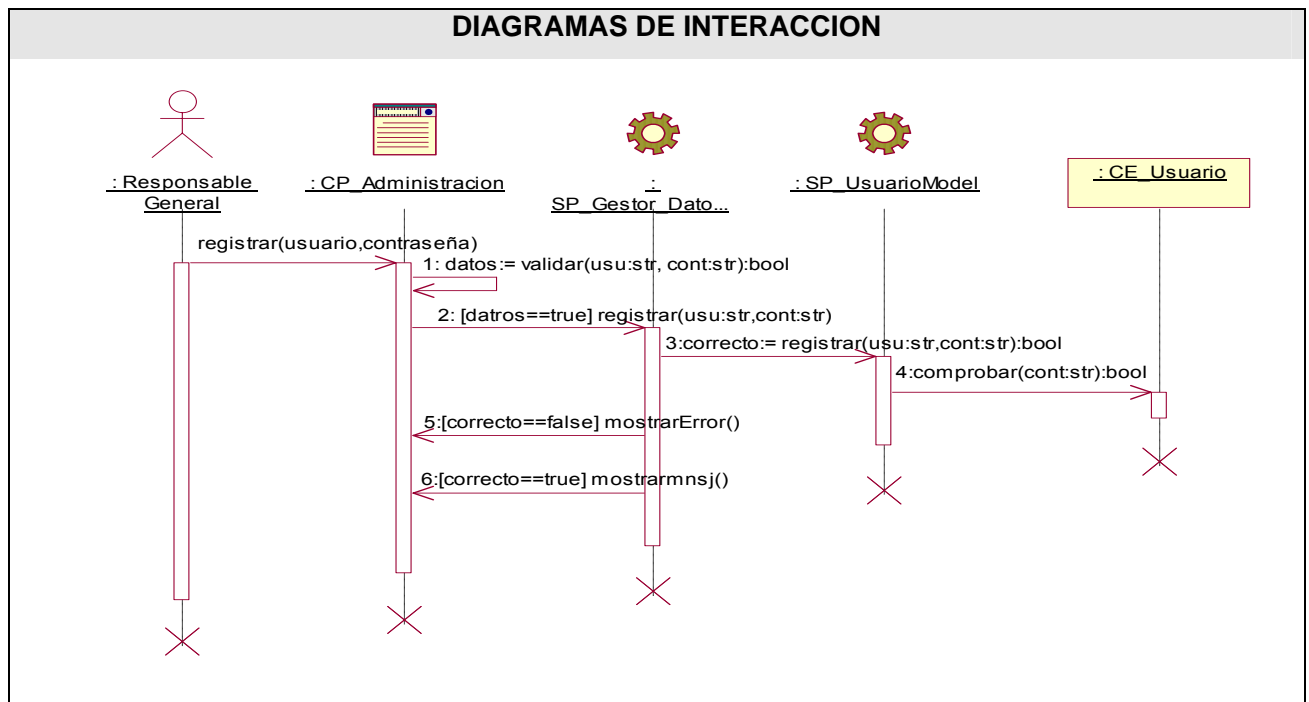 DIAGRAMAS DE INTERACCION
: Responsable
General
: CP_Administracion
:
SP_Gestor_Dato...
: SP_UsuarioModel
: CE_Usuario
registrar(usuario,contraseña)
1: datos:= validar(usu:str, cont:str):bool
2: [datros==true] registrar(usu:str,cont:str)
3:correcto:= registrar(usu:str,cont:str):bool
4:comprobar(cont:str):bool
5:[correcto==false] mostrarError()
6:[correcto==true] mostrarmnsj()